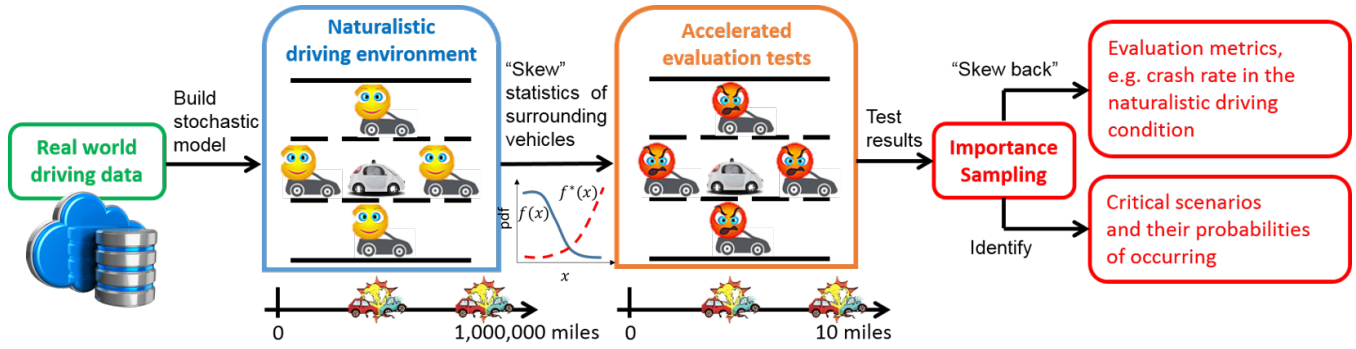 Real world
driving data
Build
stochastic
model
Naturalistic
driving environment
0
1,000,000 miles
"Skew"
statistics of
surrounding
vehicles
pdf
f(x)
f*(x)
x
Accelerated
evaluation tests
0
10 miles
Test
results
Importance
Sampling
"Skew back"
Evaluation metrics,
e.g. crash rate in the
naturalistic driving
condition
Identify
Critical scenarios
and their probabilities
of occurring